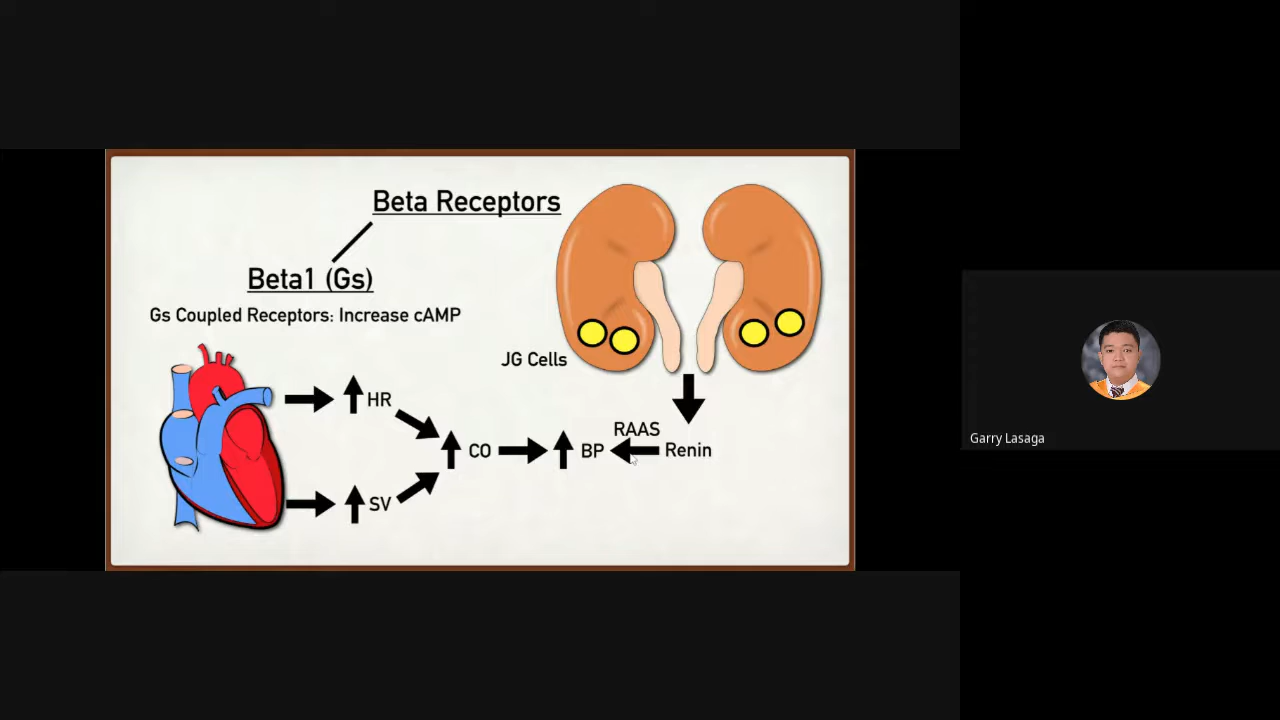 Beta Receptors
Beta1 (Gs)
Gs Coupled Receptors: Increase cAMP
JG Cells
HR
RAAS
CO
BP
Renin
SV
Garry Lasaga